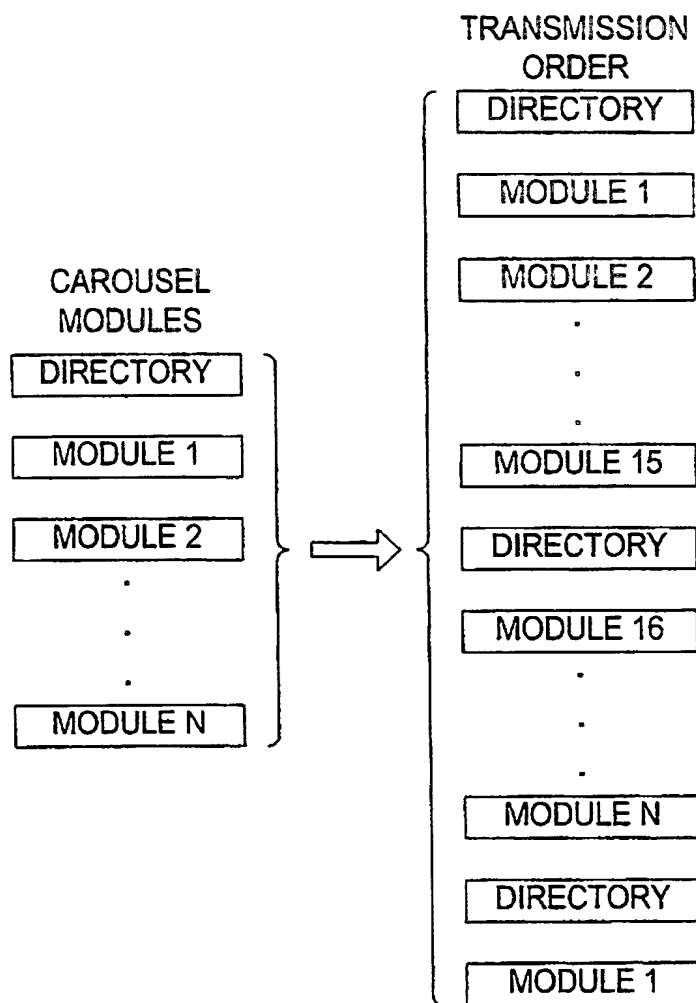 CAROUSEL
MODULES
DIRECTORY
MODULE 1
MODULE 2
MODULE N
TRANSMISSION
ORDER
DIRECTORY
MODULE 1
MODULE 2
MODULE 15
DIRECTORY
MODULE 16
MODULE N
DIRECTORY
MODULE 1